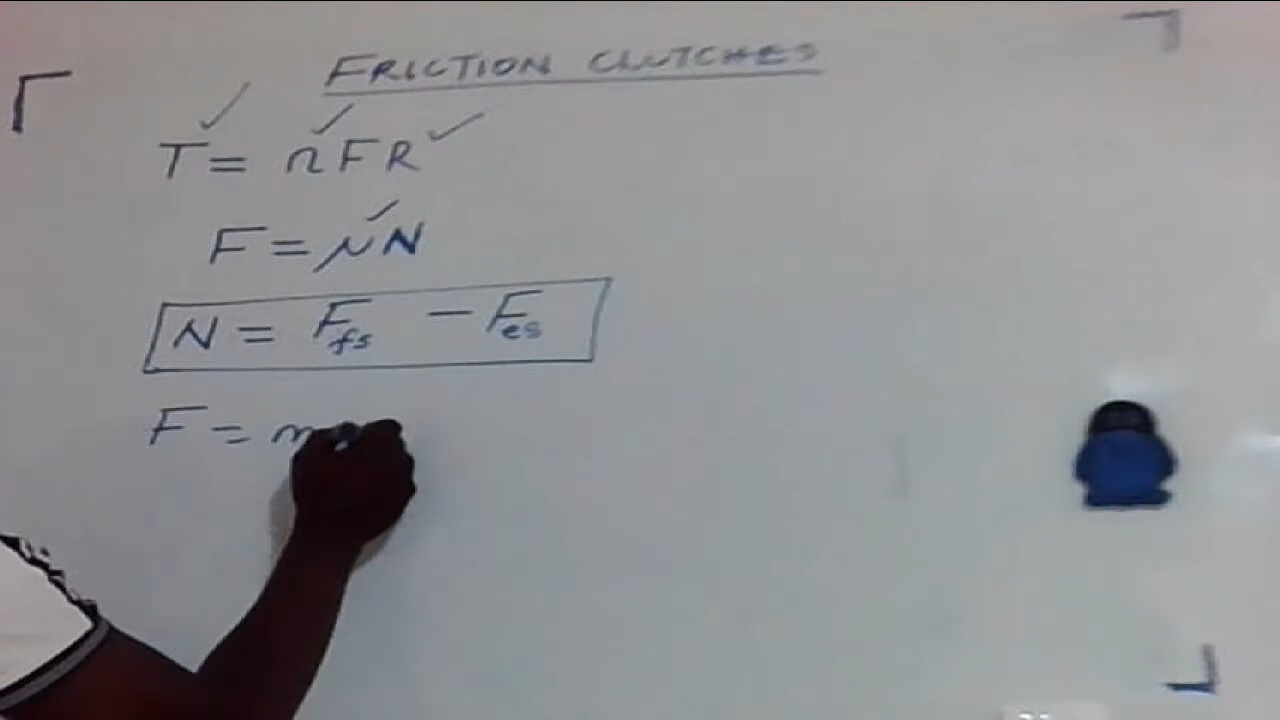 FRICTION CLUTCHES
T = nFR
F = μN
N = Ffs - Fes
F = m